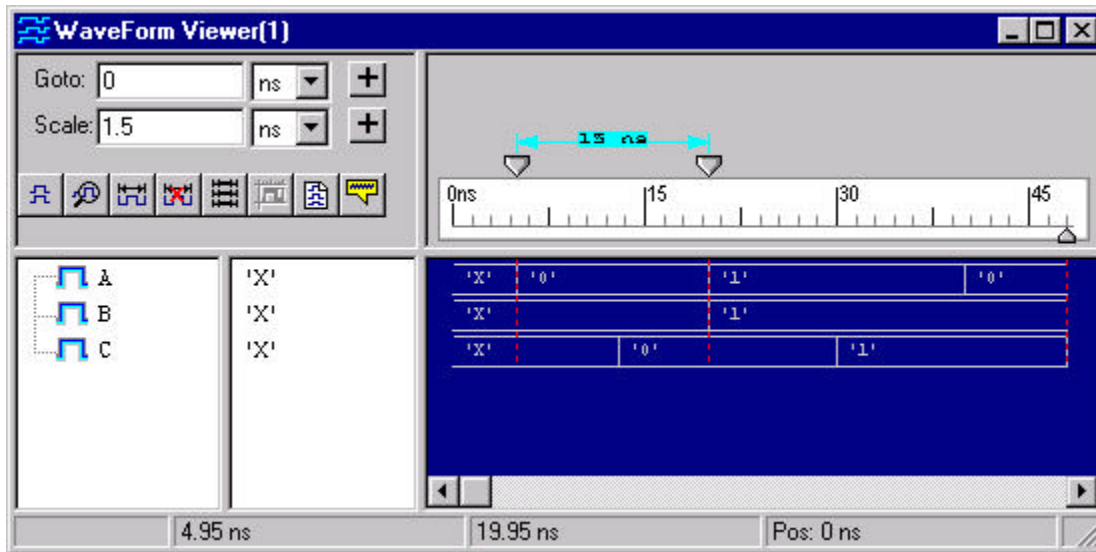 WaveForm Viewer(1)
Goto: 0 ns +
Scale: 1.5 ns +
15 ns
0ns 15 30 45
A 'X' 'X' '0' '1' '0'
B 'X' 'X' '1'
C 'X' 'X' '0' '1'
4.95 ns 19.95 ns Pos: 0 ns